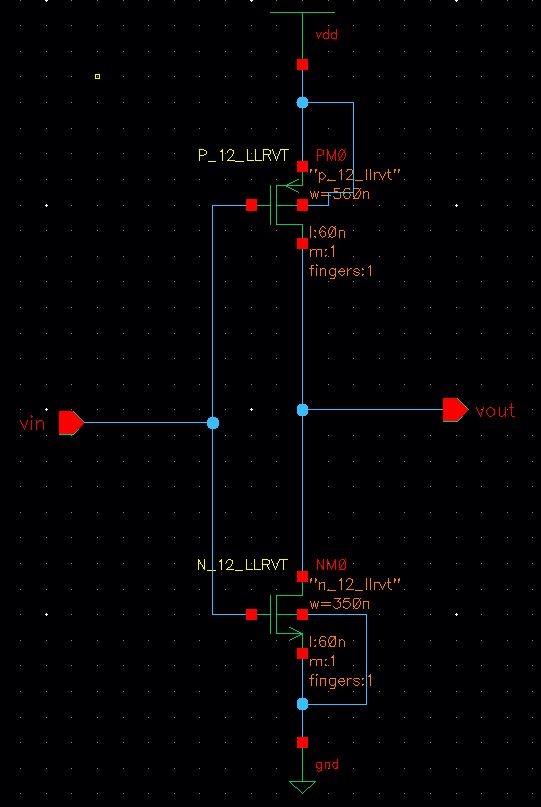 vdd
P_12_LLRVT PM0
"p_12_llrvt"
w=560n
l:60n
m:1
fingers:1
vin
vout
N_12_LLRVT NM0
"n_12_llrvt"
w=350n
l:60n
m:1
fingers:1
gnd